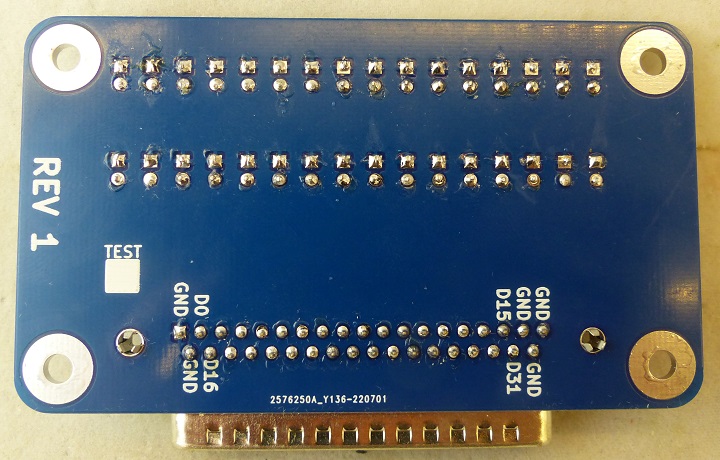 REV 1
TEST
GND
D0
D15
GND
GND
GND
D16
D31
GND
2576250A_Y136-220701